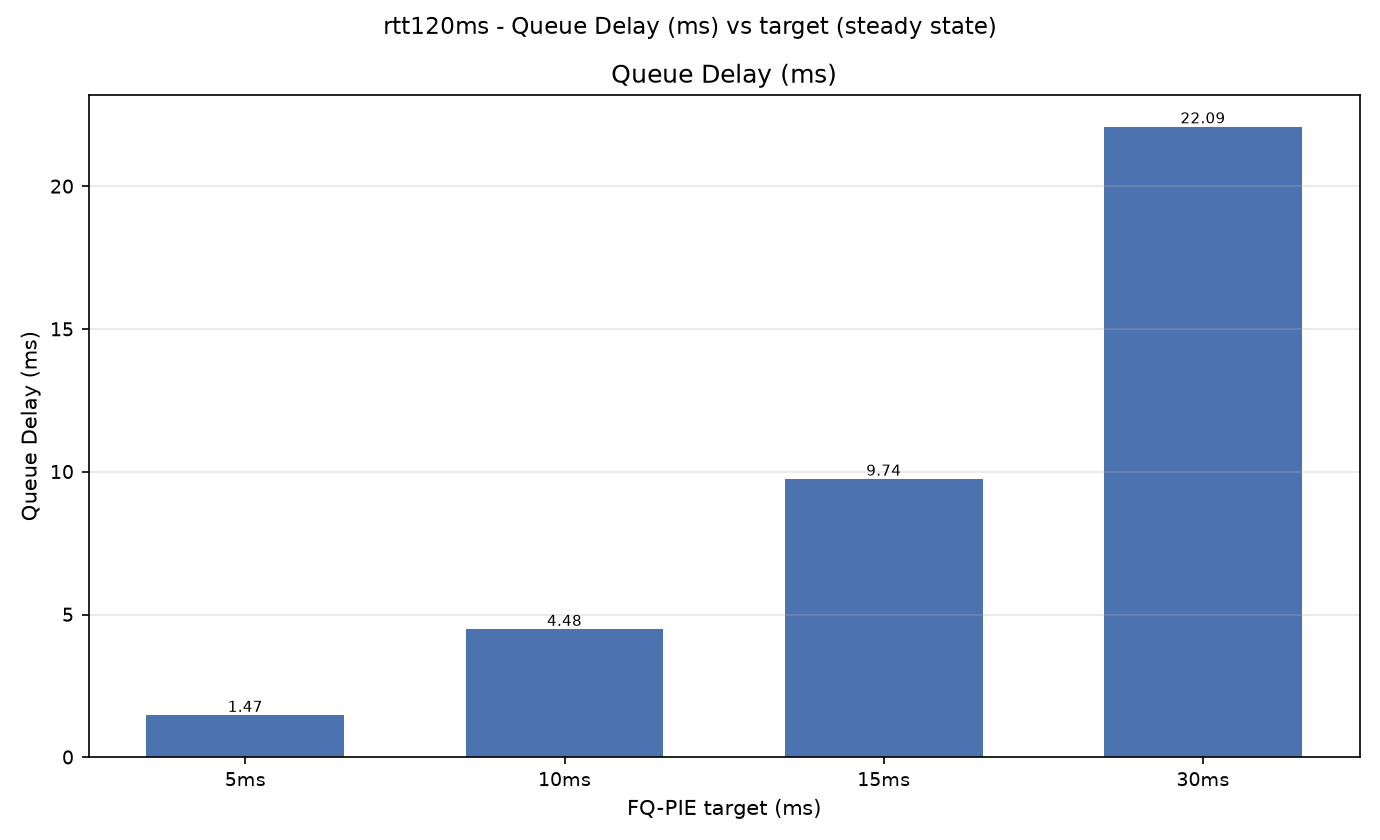 rtt120ms - Queue Delay (ms) vs target (steady state)
Queue Delay (ms)
Queue Delay (ms)
20
15
10
5
0
1.47
4.48
9.74
22.09
5ms
10ms
15ms
30ms
FQ-PIE target (ms)